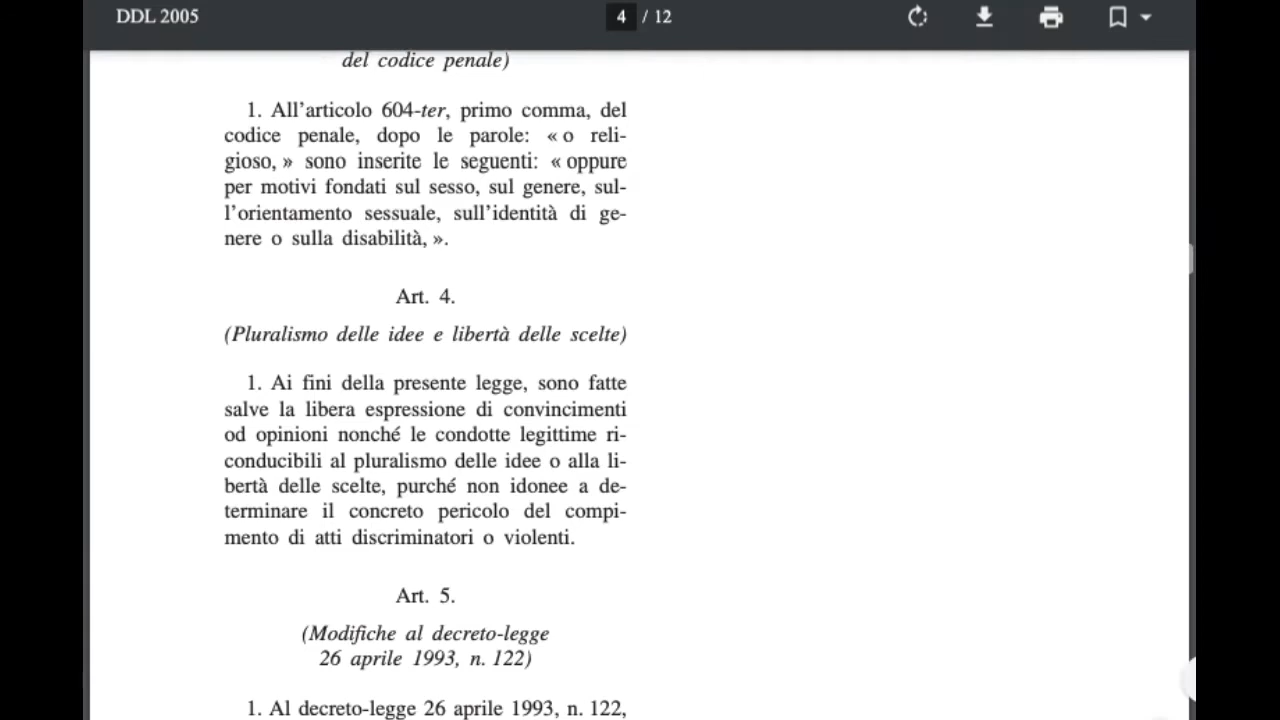 DDL 2005
4 / 12
del codice penale)
1. All'articolo 604-ter, primo comma, del
codice penale, dopo le parole: « o reli-
gioso, » sono inserite le seguenti: « oppure
per motivi fondati sul sesso, sul genere, sul-
l'orientamento sessuale, sull'identità di ge-
nere o sulla disabilità, ».
Art. 4.
(Pluralismo delle idee e libertà delle scelte)
1. Ai fini della presente legge, sono fatte
salve la libera espressione di convincimenti
od opinioni nonché le condotte legittime ri-
conducibili al pluralismo delle idee o alla li-
bertà delle scelte, purché non idonee a de-
terminare il concreto pericolo del compi-
mento di atti discriminatori o violenti.
Art. 5.
(Modifiche al decreto-legge
26 aprile 1993, n. 122)
1. Al decreto-legge 26 aprile 1993, n. 122,